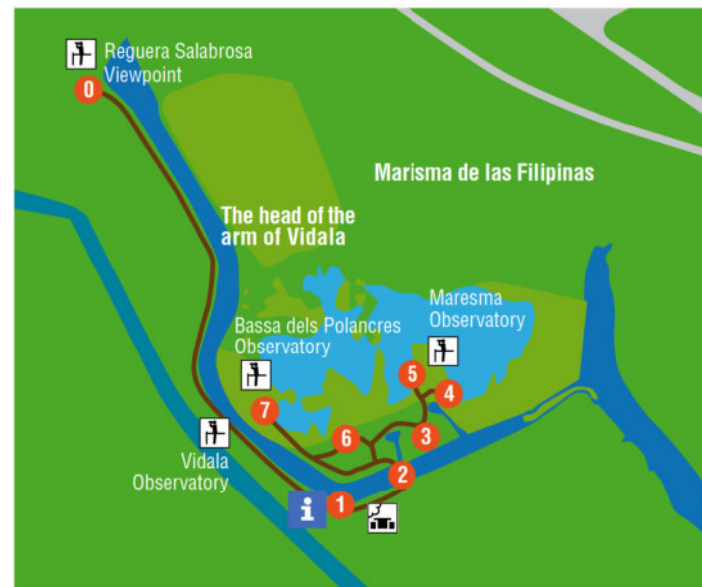 Reguera Salabrosa
Viewpoint
0
Marisma de las Filipinas
The head of the
arm of Vidala
Maresma
Observatory
Bassa dels Polancres
Observatory
5
4
7
6
3
Vidala
Observatory
2
i
1